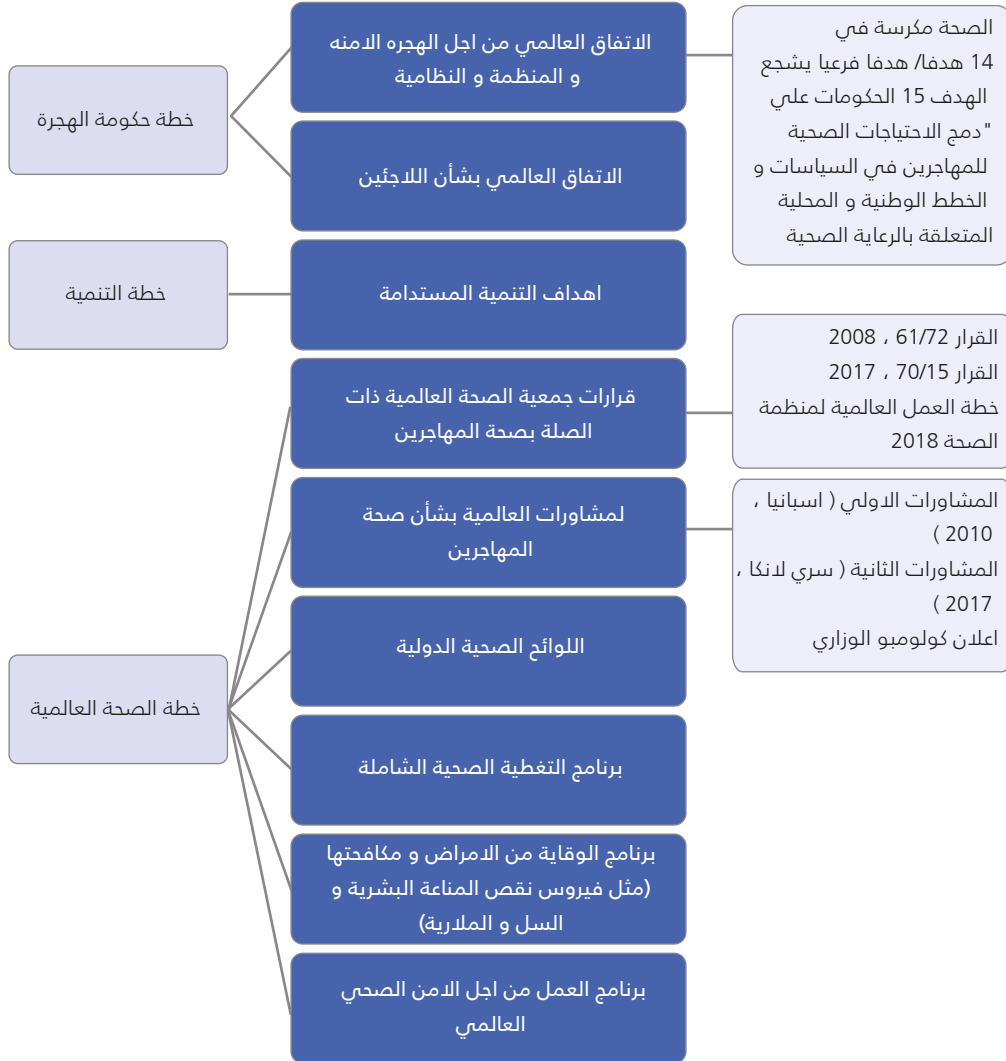 خطة حكومة الهجرة
الاتفاق العالمي من اجل الهجره الامنه
و المنظمة و النظامية
الصحة مكرسة في
14 هدفا/ هدفا فرعيا يشجع
الهدف 15 الحكومات علي
"دمج الاحتياجات الصحية
للمهاجرين في السياسات و
الخطط الوطنية و المحلية
المتعلقة بالرعاية الصحية
الاتفاق العالمي بشأن اللاجئين
خطة التنمية
اهداف التنمية المستدامة
خطة الصحة العالمية
قرارات جمعية الصحة العالمية ذات
الصلة بصحة المهاجرين
القرار 61/72 ، 2008
القرار 70/15 ، 2017
خطة العمل العالمية لمنظمة
الصحة 2018
لمشاورات العالمية بشأن صحة
المهاجرين
المشاورات الاولي ( اسبانيا ،
2010 )
المشاورات الثانية ( سري لانكا ،
2017 )
اعلان كولومبو الوزاري
اللوائح الصحية الدولية
برنامج التغطية الصحية الشاملة
برنامج الوقاية من الامراض و مكافحتها
(مثل فيروس نقص المناعة البشرية و
السل و الملارية)
برنامج العمل من اجل الامن الصحي
العالمي